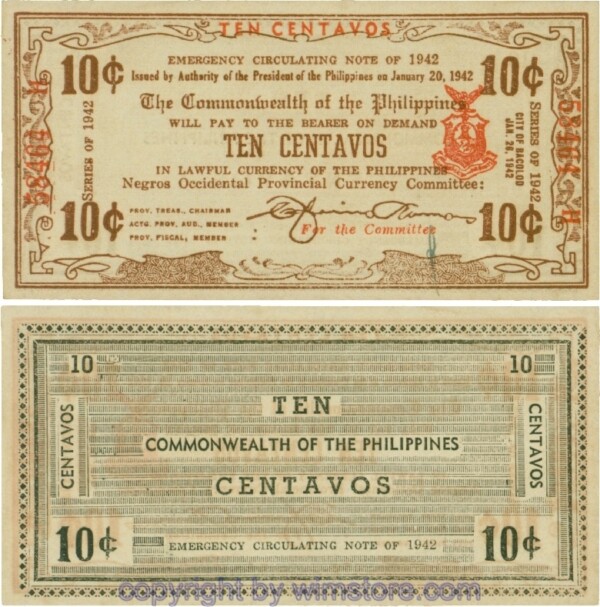 TEN CENTAVOS
10¢
EMERGENCY CIRCULATING NOTE OF 1942
10¢
Issued by Authority of the President of the Philippines on January 20, 1942
The Commonwealth of the Philippines
WILL PAY TO THE BEARER ON DEMAND
TEN CENTAVOS
IN LAWFUL CURRENCY OF THE PHILIPPINES
Negros Occidental Provincial Currency Committee:
SERIES OF 1942
SERIES OF 1942
CITY OF BACOLOD
JAN. 26, 1942
10¢
PROV. TREAS., CHAIRMAN
ACTG. PROV. AUD., MEMBER
PROV. FISCAL, MEMBER
For the Committee
10¢
10
10
TEN
COMMONWEALTH OF THE PHILIPPINES
CENTAVOS
CENTAVOS
CENTAVOS
10¢
EMERGENCY CIRCULATING NOTE OF 1942
10¢
copyright by wimstore.com